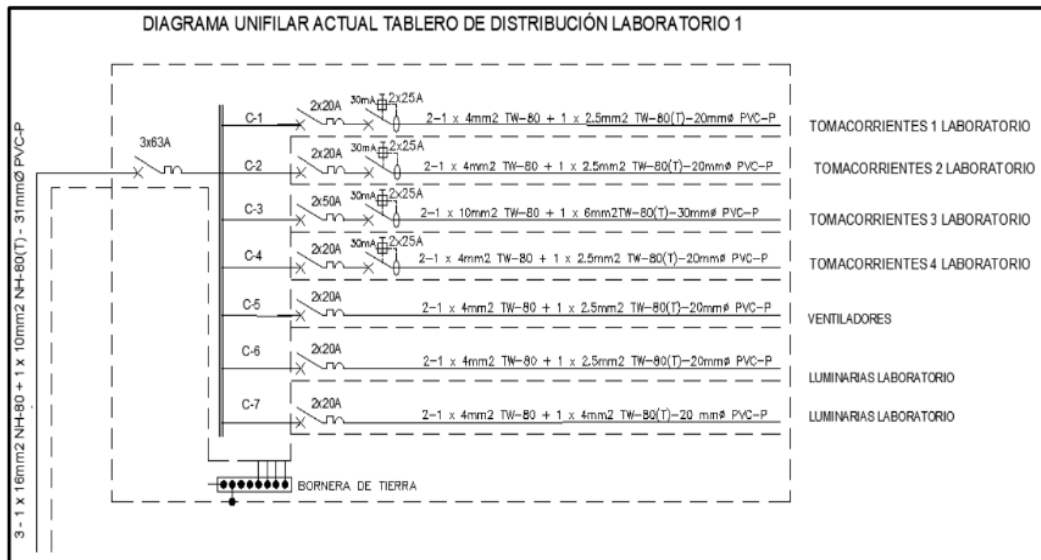 DIAGRAMA UNIFILAR ACTUAL TABLERO DE DISTRIBUCIÓN LABORATORIO 1
3 - 1 x 16mm2 NH-80 + 1 x 10mm2 NH-80(T) - 31mmØ PVC-P
3x63A
C-1 2x20A 30mA 2x25A 2-1 x 4mm2 TW-80 + 1 x 2.5mm2 TW-80(T)-20mmø PVC-P TOMACORRIENTES 1 LABORATORIO
C-2 2x20A 30mA 2x25A 2-1 x 4mm2 TW-80 + 1 x 2.5mm2 TW-80(T)-20mmø PVC-P TOMACORRIENTES 2 LABORATORIO
C-3 2x50A 30mA 2x25A 2-1 x 10mm2 TW-80 + 1 x 6mm2TW-80(T)-30mmø PVC-P TOMACORRIENTES 3 LABORATORIO
C-4 2x20A 30mA 2x25A 2-1 x 4mm2 TW-80 + 1 x 2.5mm2 TW-80(T)-20mmø PVC-P TOMACORRIENTES 4 LABORATORIO
C-5 2x20A 2-1 x 4mm2 TW-80 + 1 x 2.5mm2 TW-80(T)-20mmø PVC-P VENTILADORES
C-6 2x20A 2-1 x 4mm2 TW-80 + 1 x 2.5mm2 TW-80(T)-20mmø PVC-P LUMINARIAS LABORATORIO
C-7 2x20A 2-1 x 4mm2 TW-80 + 1 x 4mm2 TW-80(T)-20 mmø PVC-P LUMINARIAS LABORATORIO
BORNERA DE TIERRA